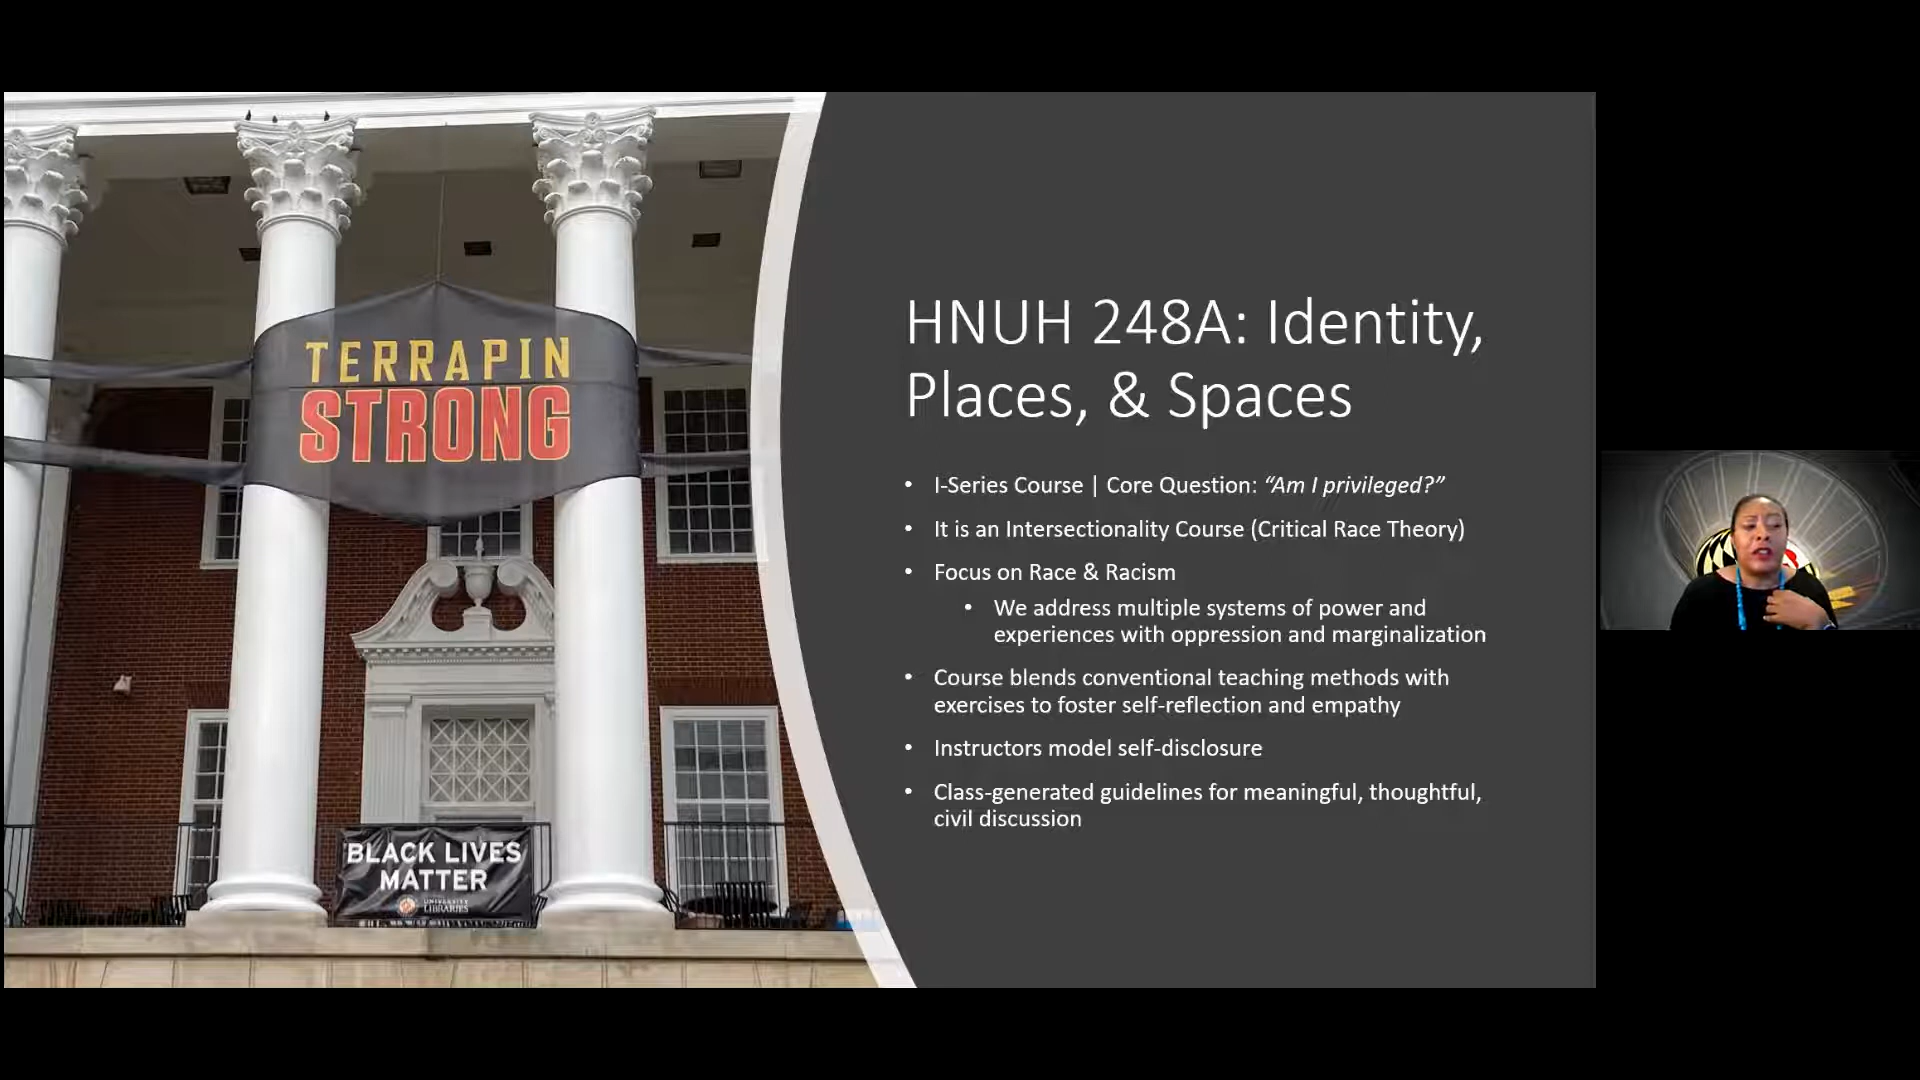 TERRAPIN
STRONG
BLACK LIVES
MATTER
UNIVERSITY
LIBRARIES
HNUH 248A: Identity,
Places, & Spaces
• I-Series Course | Core Question: “Am I privileged?”
• It is an Intersectionality Course (Critical Race Theory)
• Focus on Race & Racism
• We address multiple systems of power and
experiences with oppression and marginalization
• Course blends conventional teaching methods with
exercises to foster self-reflection and empathy
• Instructors model self-disclosure
• Class-generated guidelines for meaningful, thoughtful,
civil discussion